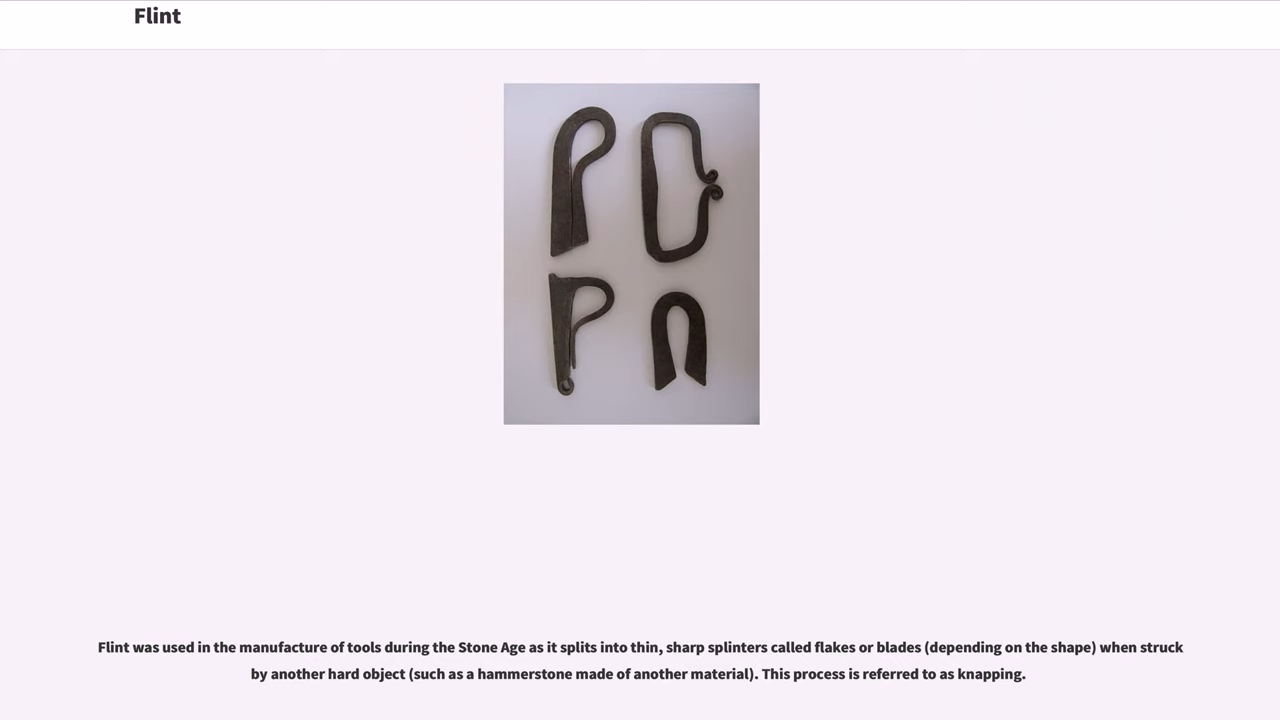 Flint
Flint was used in the manufacture of tools during the Stone Age as it splits into thin, sharp splinters called flakes or blades (depending on the shape) when struck
by another hard object (such as a hammerstone made of another material). This process is referred to as knapping.